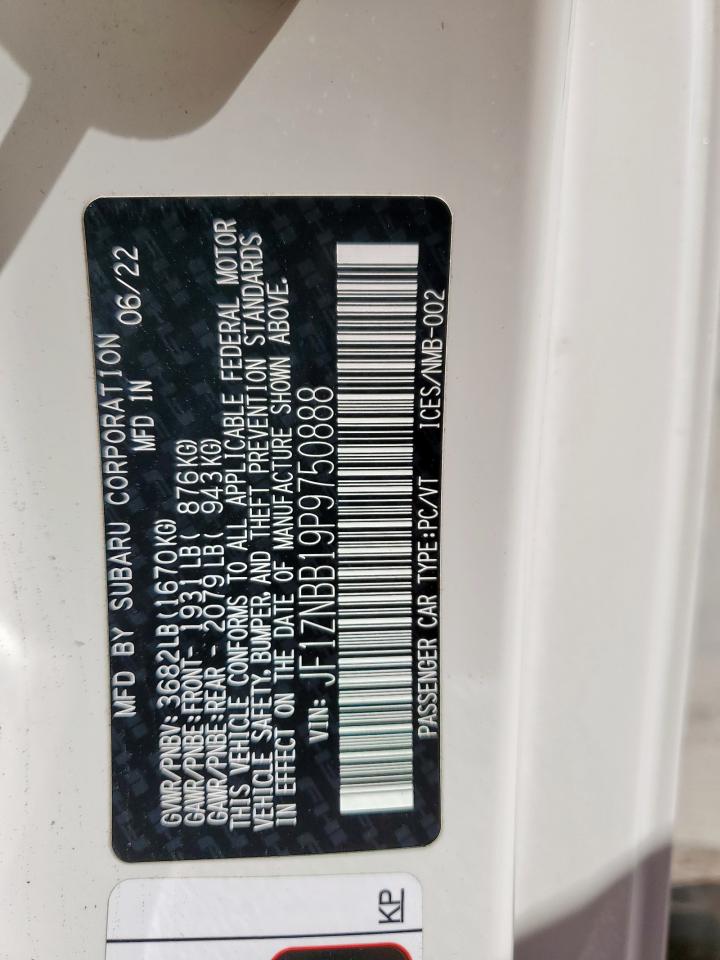 MFD BY SUBARU CORPORATION
MFD IN 06/22
GVWR/PNBV: 3682LB(1670KG)
GAWR/PNBE:FRONT- 1931LB( 876KG)
GAWR/PNBE:REAR - 2079LB( 943KG)
THIS VEHICLE CONFORMS TO ALL APPLICABLE FEDERAL MOTOR
VEHICLE SAFETY, BUMPER, AND THEFT PREVENTION STANDARDS
IN EFFECT ON THE DATE OF MANUFACTURE SHOWN ABOVE.
VIN: JF1ZNBB19P9750888
PASSENGER CAR TYPE:PC/VT ICES/NMB-002
KP